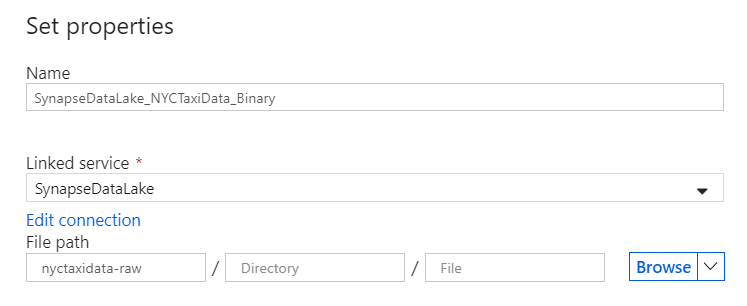 Set properties
Name
SynapseDataLake_NYCTaxiData_Binary
Linked service *
SynapseDataLake
Edit connection
File path
nyctaxidata-raw / Directory / File Browse